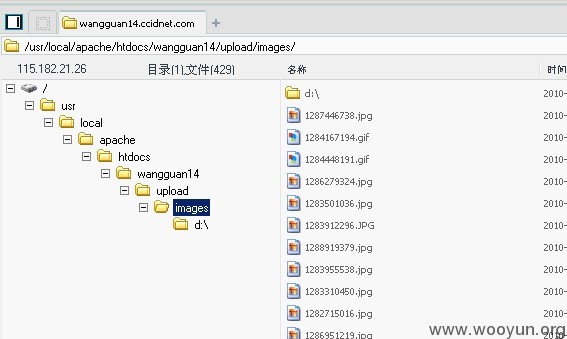 wangguan14.ccidnet.com
/usr/local/apache/htdocs/wangguan14/upload/images/
115.182.21.26 目录(1),文件(429) 名称 时间
/
usr
local
apache
htdocs
wangguan14
upload
images
d:\
d:\
1287446738.jpg 2010-
1284167194.gif 2010-
1284448191.gif 2010-
1286279324.jpg 2010-
1283501036.jpg 2010-
1283912296.JPG 2010-
1288919379.jpg 2010-
1283955538.jpg 2010-
1283310450.jpg 2010-
1282715016.jpg 2010-
1286951219.jpg 2010-
www.wooyun.org